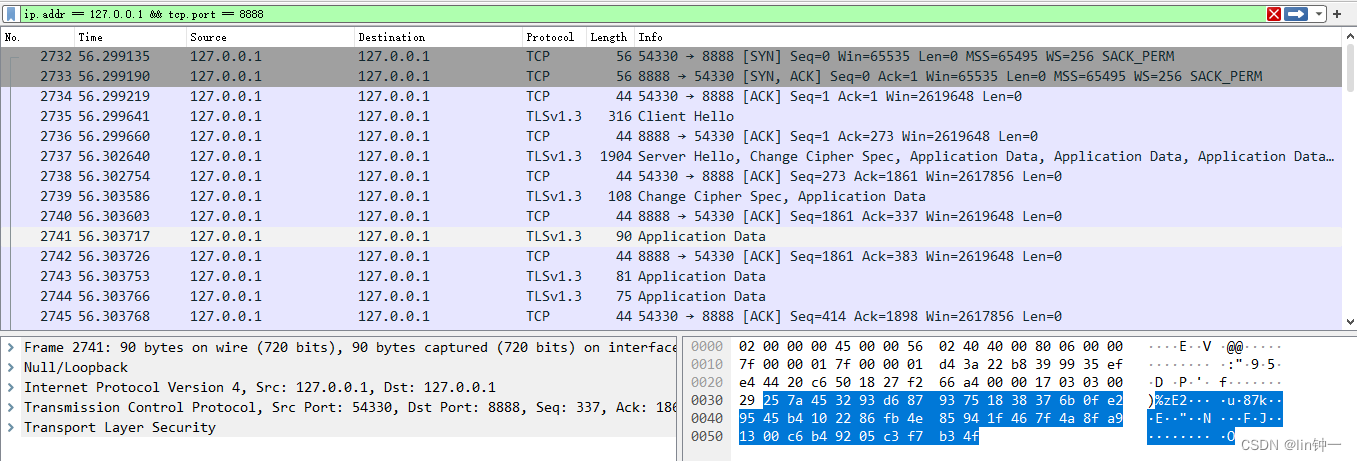 ip.addr == 127.0.0.1 && tcp.port == 8888
No. Time Source Destination Protocol Length Info
2732 56.299135 127.0.0.1 127.0.0.1 TCP 56 54330 → 8888 [SYN] Seq=0 Win=65535 Len=0 MSS=65495 WS=256 SACK_PERM
2733 56.299190 127.0.0.1 127.0.0.1 TCP 56 8888 → 54330 [SYN, ACK] Seq=0 Ack=1 Win=65535 Len=0 MSS=65495 WS=256 SACK_PERM
2734 56.299219 127.0.0.1 127.0.0.1 TCP 44 54330 → 8888 [ACK] Seq=1 Ack=1 Win=2619648 Len=0
2735 56.299641 127.0.0.1 127.0.0.1 TLSv1.3 316 Client Hello
2736 56.299660 127.0.0.1 127.0.0.1 TCP 44 8888 → 54330 [ACK] Seq=1 Ack=273 Win=2619648 Len=0
2737 56.302640 127.0.0.1 127.0.0.1 TLSv1.3 1904 Server Hello, Change Cipher Spec, Application Data, Application Data, Application Data…
2738 56.302754 127.0.0.1 127.0.0.1 TCP 44 54330 → 8888 [ACK] Seq=273 Ack=1861 Win=2617856 Len=0
2739 56.303586 127.0.0.1 127.0.0.1 TLSv1.3 108 Change Cipher Spec, Application Data
2740 56.303603 127.0.0.1 127.0.0.1 TCP 44 8888 → 54330 [ACK] Seq=1861 Ack=337 Win=2619648 Len=0
2741 56.303717 127.0.0.1 127.0.0.1 TLSv1.3 90 Application Data
2742 56.303726 127.0.0.1 127.0.0.1 TCP 44 8888 → 54330 [ACK] Seq=1861 Ack=383 Win=2619648 Len=0
2743 56.303753 127.0.0.1 127.0.0.1 TLSv1.3 81 Application Data
2744 56.303766 127.0.0.1 127.0.0.1 TLSv1.3 75 Application Data
2745 56.303768 127.0.0.1 127.0.0.1 TCP 44 54330 → 8888 [ACK] Seq=414 Ack=1898 Win=2617856 Len=0
Frame 2741: 90 bytes on wire (720 bits), 90 bytes captured (720 bits) on interface
Null/Loopback
Internet Protocol Version 4, Src: 127.0.0.1, Dst: 127.0.0.1
Transmission Control Protocol, Src Port: 54330, Dst Port: 8888, Seq: 337, Ack: 186
Transport Layer Security
0000 02 00 00 00 45 00 00 56 02 40 40 00 80 06 00 00 ····E··V ·@@·····
0010 7f 00 00 01 7f 00 00 01 d4 3a 22 b8 39 99 35 ef ········ ·:"·9·5·
0020 e4 44 20 c6 50 18 27 f2 66 a4 00 00 17 03 03 00 ·D ·P·'· f·······
0030 29 25 7a 45 32 93 d6 87 93 75 18 38 37 6b 0f e2 )%zE2··· ·u·87k··
0040 95 45 b4 10 22 86 fb 4e 85 94 1f 46 7f 4a 8f a9 ·E··"··N ···F·J··
0050 13 00 c6 b4 92 05 c3 f7 b3 4f ········ ·O
CSDN @lin钟一